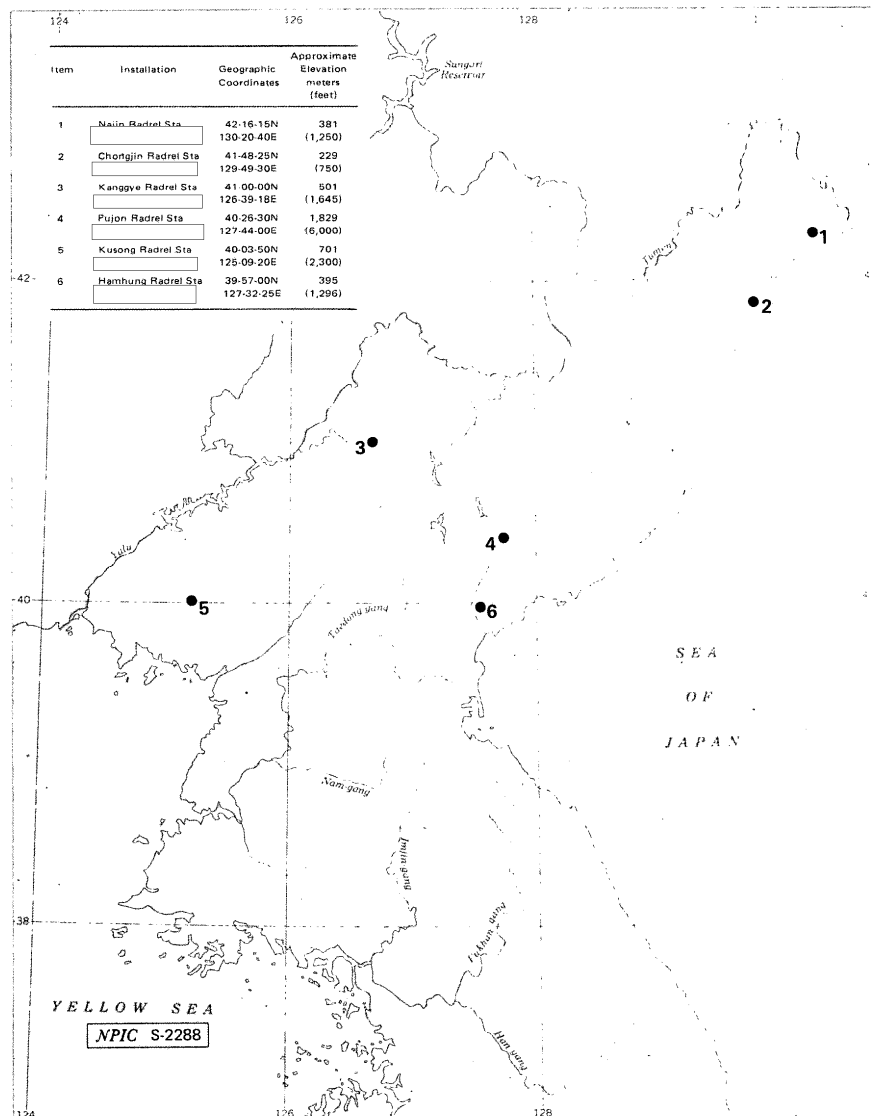 124 126 128
Approximate
Item Installation Geographic Elevation
Coordinates meters
(feet)
1 Najin Radrel Sta 42-16-15N 381
130-20-40E (1,250)
2 Chongjin Radrel Sta 41-48-25N 229
129-49-30E (750)
3 Kanggye Radrel Sta 41-00-00N 501
126-39-18E (1,645)
4 Pujon Radrel Sta 40-26-30N 1,829
127-44-00E (6,000)
5 Kusong Radrel Sta 40-03-50N 701
125-09-20E (2,300)
6 Hamhung Radrel Sta 39-57-00N 395
127-32-25E (1,296)
Sungari
Reservoir
1
Tumen
42
2
3
4
Yalu
40
5
6
Taedong gang
SEA
OF
JAPAN
Nam-gang
Imjin-gang
38
Pukhan gang
YELLOW SEA
NPIC S-2288
Han gang
124 126 128